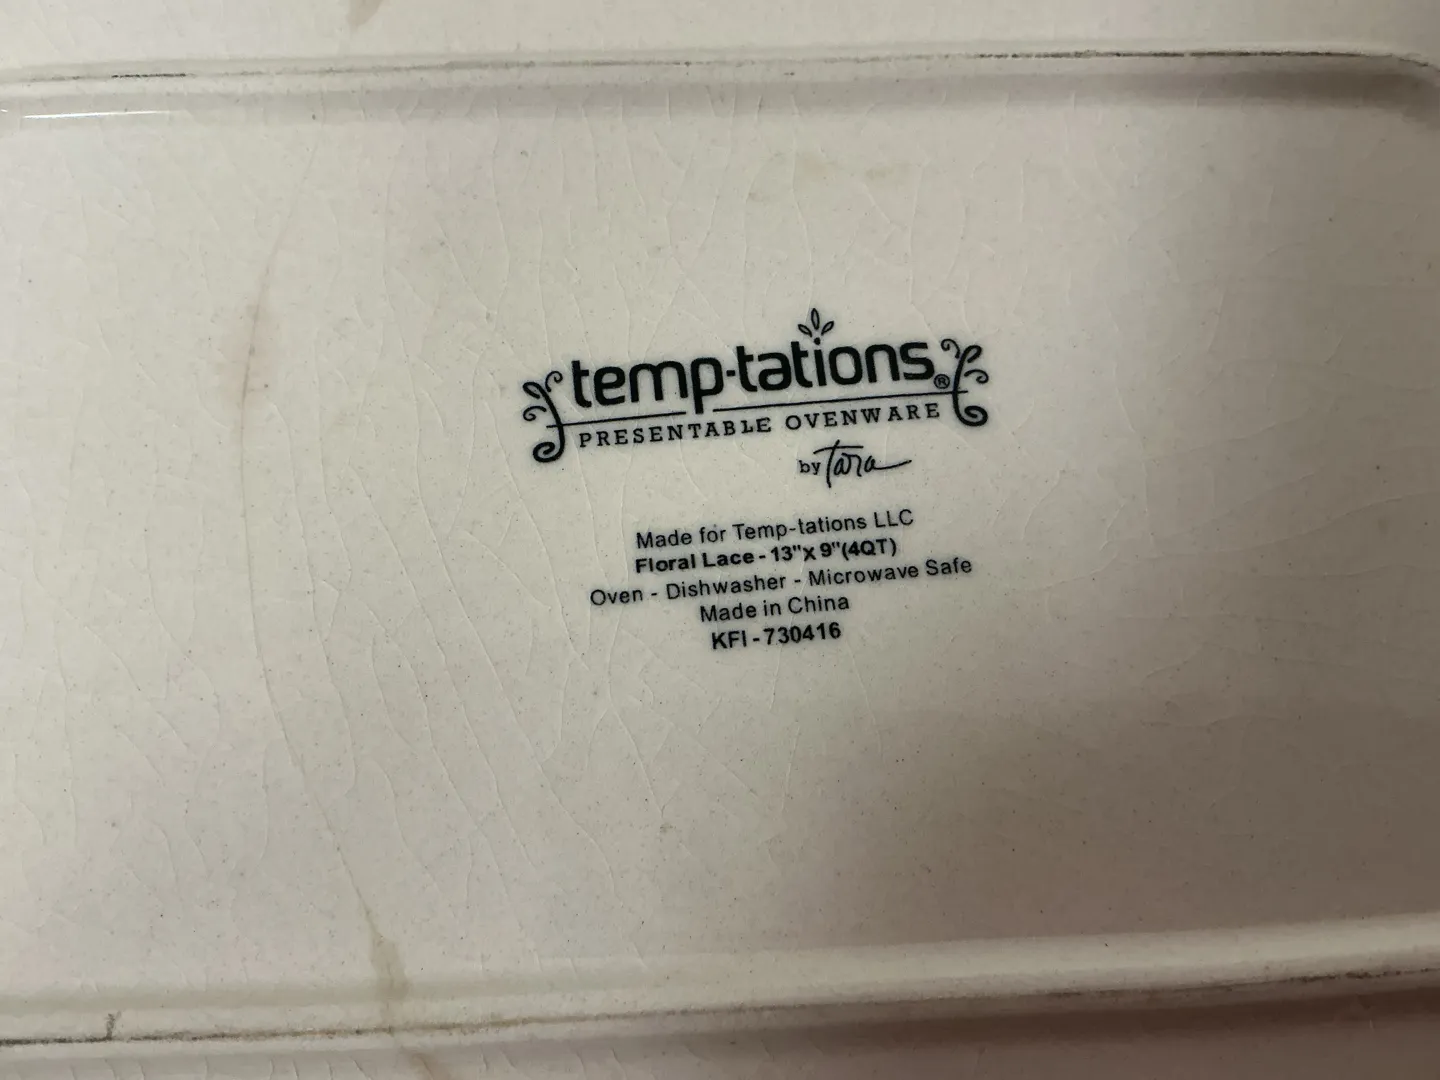 temp-tations®
PRESENTABLE OVENWARE
by Tara
Made for Temp-tations LLC
Floral Lace - 13"x 9"(4QT)
Oven - Dishwasher - Microwave Safe
Made in China
KFI - 730416